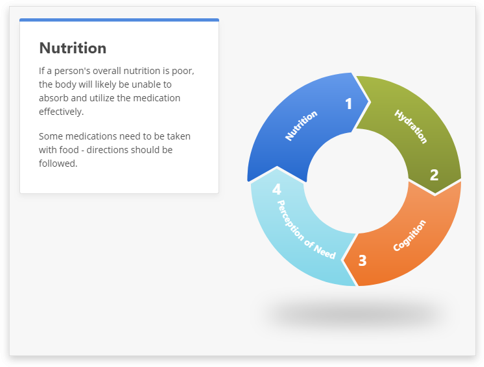 Nutrition
If a person's overall nutrition is poor,
the body will likely be unable to
absorb and utilize the medication
effectively.
Some medications need to be taken
with food - directions should be
followed.
1
Nutrition
Hydration
2
Cognition
3
Perception of Need
4